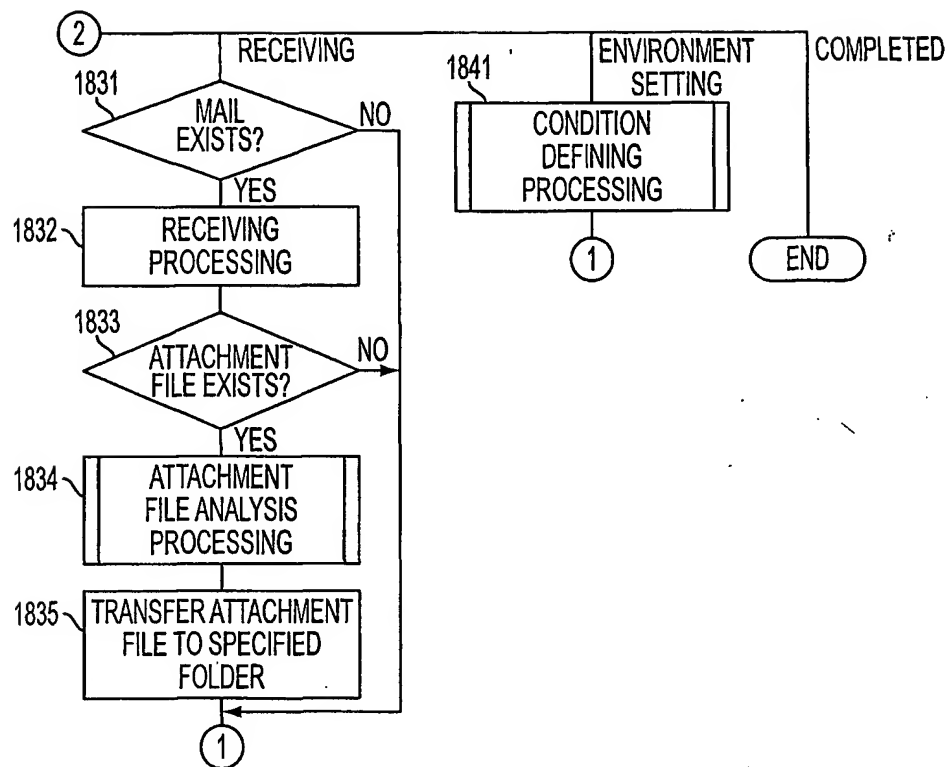 2
RECEIVING
ENVIRONMENT
SETTING
COMPLETED
1831
MAIL
EXISTS?
NO
YES
1832
RECEIVING
PROCESSING
1833
ATTACHMENT
FILE EXISTS?
NO
YES
1834
ATTACHMENT
FILE ANALYSIS
PROCESSING
1835
TRANSFER ATTACHMENT
FILE TO SPECIFIED
FOLDER
1
1841
CONDITION
DEFINING
PROCESSING
1
END